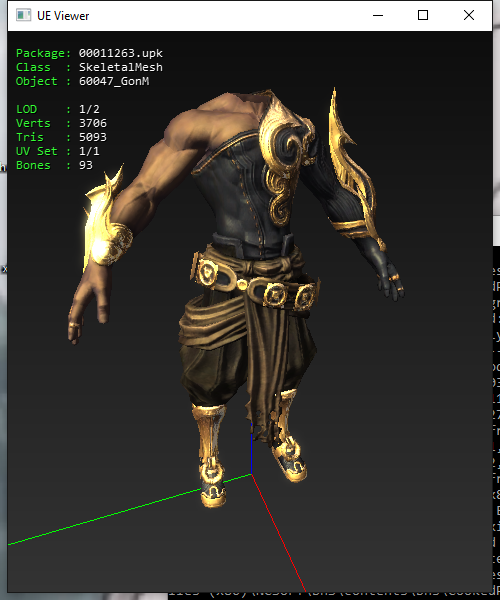 UE Viewer
Package: 00011263.upk
Class  : SkeletalMesh
Object : 60047_GonM
LOD    : 1/2
Verts  : 3706
Tris   : 5093
UV Set : 1/1
Bones  : 93